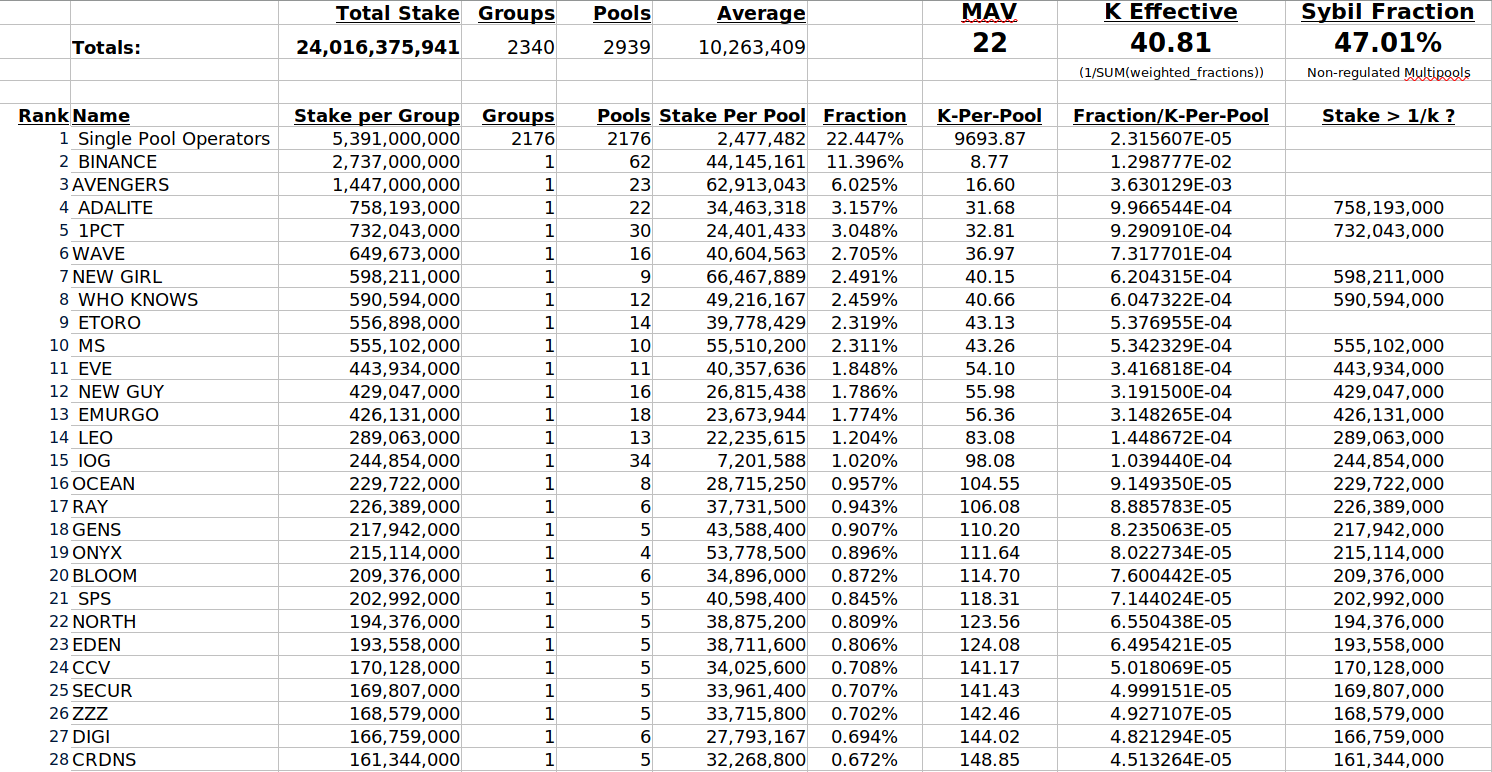 Total Stake Groups Pools Average MAV K Effective Sybil Fraction
Totals: 24,016,375,941 2340 2939 10,263,409 22 40.81 47.01%
(1/SUM(weighted_fractions)) Non-regulated Multipools
Rank Name Stake per Group Groups Pools Stake Per Pool Fraction K-Per-Pool Fraction/K-Per-Pool Stake > 1/k ?
1 Single Pool Operators 5,391,000,000 2176 2176 2,477,482 22.447% 9693.87 2.315607E-05
2 BINANCE 2,737,000,000 1 62 44,145,161 11.396% 8.77 1.298777E-02
3 AVENGERS 1,447,000,000 1 23 62,913,043 6.025% 16.60 3.630129E-03
4 ADALITE 758,193,000 1 22 34,463,318 3.157% 31.68 9.966544E-04 758,193,000
5 1PCT 732,043,000 1 30 24,401,433 3.048% 32.81 9.290910E-04 732,043,000
6 WAVE 649,673,000 1 16 40,604,563 2.705% 36.97 7.317701E-04
7 NEW GIRL 598,211,000 1 9 66,467,889 2.491% 40.15 6.204315E-04 598,211,000
8 WHO KNOWS 590,594,000 1 12 49,216,167 2.459% 40.66 6.047322E-04 590,594,000
9 ETORO 556,898,000 1 14 39,778,429 2.319% 43.13 5.376955E-04
10 MS 555,102,000 1 10 55,510,200 2.311% 43.26 5.342329E-04 555,102,000
11 EVE 443,934,000 1 11 40,357,636 1.848% 54.10 3.416818E-04 443,934,000
12 NEW GUY 429,047,000 1 16 26,815,438 1.786% 55.98 3.191500E-04 429,047,000
13 EMURGO 426,131,000 1 18 23,673,944 1.774% 56.36 3.148265E-04 426,131,000
14 LEO 289,063,000 1 13 22,235,615 1.204% 83.08 1.448672E-04 289,063,000
15 IOG 244,854,000 1 34 7,201,588 1.020% 98.08 1.039440E-04 244,854,000
16 OCEAN 229,722,000 1 8 28,715,250 0.957% 104.55 9.149350E-05 229,722,000
17 RAY 226,389,000 1 6 37,731,500 0.943% 106.08 8.885783E-05 226,389,000
18 GENS 217,942,000 1 5 43,588,400 0.907% 110.20 8.235063E-05 217,942,000
19 ONYX 215,114,000 1 4 53,778,500 0.896% 111.64 8.022734E-05 215,114,000
20 BLOOM 209,376,000 1 6 34,896,000 0.872% 114.70 7.600442E-05 209,376,000
21 SPS 202,992,000 1 5 40,598,400 0.845% 118.31 7.144024E-05 202,992,000
22 NORTH 194,376,000 1 5 38,875,200 0.809% 123.56 6.550438E-05 194,376,000
23 EDEN 193,558,000 1 5 38,711,600 0.806% 124.08 6.495421E-05 193,558,000
24 CCV 170,128,000 1 5 34,025,600 0.708% 141.17 5.018069E-05 170,128,000
25 SECUR 169,807,000 1 5 33,961,400 0.707% 141.43 4.999151E-05 169,807,000
26 ZZZ 168,579,000 1 5 33,715,800 0.702% 142.46 4.927107E-05 168,579,000
27 DIGI 166,759,000 1 6 27,793,167 0.694% 144.02 4.821294E-05 166,759,000
28 CRDNS 161,344,000 1 5 32,268,800 0.672% 148.85 4.513264E-05 161,344,000